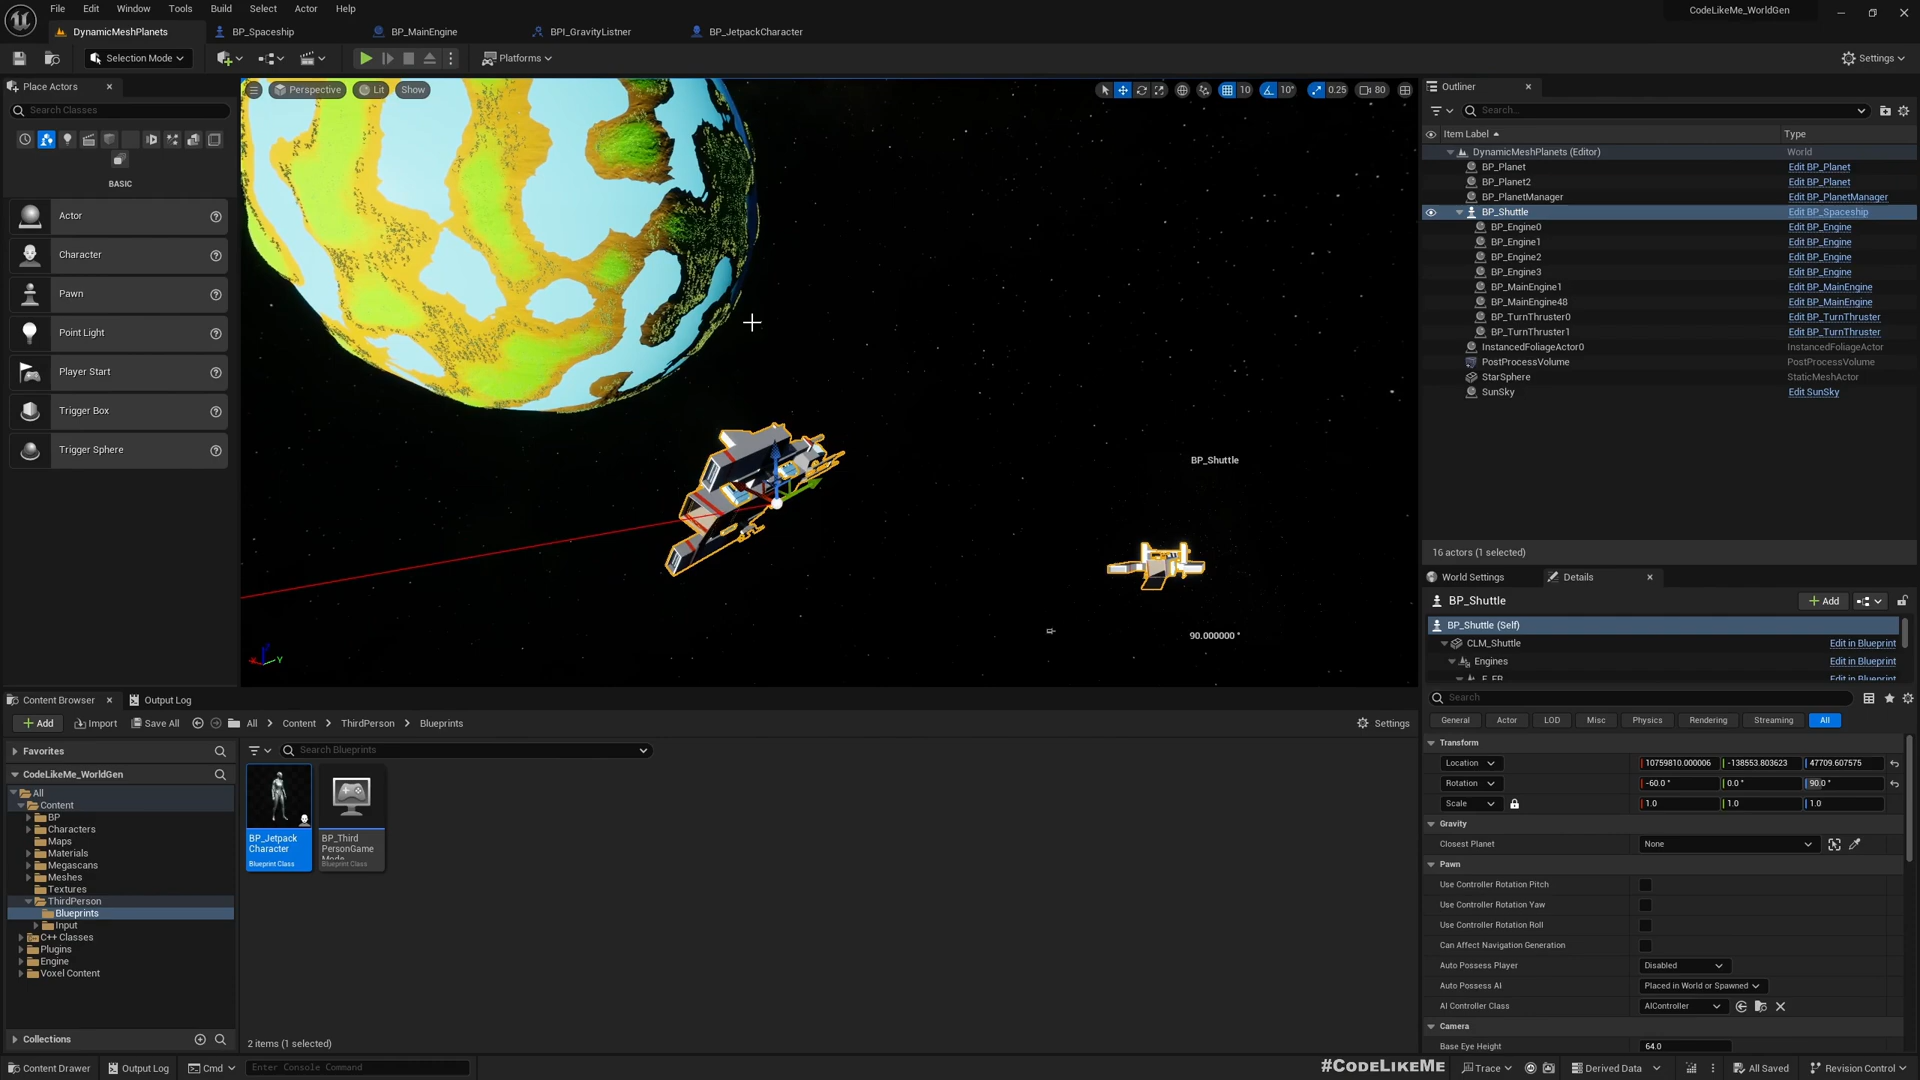 File Edit Window Tools Build Select Actor Help
CodeLikeMe_WorldGen
DynamicMeshPlanets BP_Spaceship BP_MainEngine BPI_GravityListner BP_JetpackCharacter
Selection Mode Platforms Settings
Place Actors
Search Classes
BASIC
Actor
Character
Pawn
Point Light
Player Start
Trigger Box
Trigger Sphere
Perspective Lit Show
10 10° 0.25 80
BP_Shuttle
90.000000 °
Y
Outliner
Search...
Item Label Type
DynamicMeshPlanets (Editor) World
BP_Planet Edit BP_Planet
BP_Planet2 Edit BP_Planet
BP_PlanetManager Edit BP_PlanetManager
BP_Shuttle Edit BP_Spaceship
BP_Engine0 Edit BP_Engine
BP_Engine1 Edit BP_Engine
BP_Engine2 Edit BP_Engine
BP_Engine3 Edit BP_Engine
BP_MainEngine1 Edit BP_MainEngine
BP_MainEngine48 Edit BP_MainEngine
BP_TurnThruster0 Edit BP_TurnThruster
BP_TurnThruster1 Edit BP_TurnThruster
InstancedFoliageActor0 InstancedFoliageActor
PostProcessVolume PostProcessVolume
StarSphere StaticMeshActor
SunSky Edit SunSky
16 actors (1 selected)
World Settings Details
BP_Shuttle Add
BP_Shuttle (Self)
CLM_Shuttle Edit in Blueprint
Engines Edit in Blueprint
Search
General Actor LOD Misc Physics Rendering Streaming All
Transform
Location 10759810.000006 -138553.803623 47709.607575
Rotation -60.0 ° 0.0 ° 90.0 °
Scale 1.0 1.0 1.0
Gravity
Closest Planet None
Pawn
Use Controller Rotation Pitch
Use Controller Rotation Yaw
Use Controller Rotation Roll
Can Affect Navigation Generation
Auto Possess Player Disabled
Auto Possess AI Placed in World or Spawned
AI Controller Class AIController
Camera
Base Eye Height 64.0
Content Browser Output Log
Add Import Save All All Content ThirdPerson Blueprints Settings
Favorites
CodeLikeMe_WorldGen
All
Content
BP
Characters
Maps
Materials
Megascans
Meshes
Textures
ThirdPerson
Blueprints
Input
C++ Classes
Plugins
Engine
Voxel Content
Collections
Search Blueprints
BP_Jetpack
Character
Blueprint Class
BP_Third
PersonGame
Blueprint Class
2 items (1 selected)
Content Drawer Output Log Cmd Enter Console Command
#CodeLikeMe
Trace Derived Data All Saved Revision Control